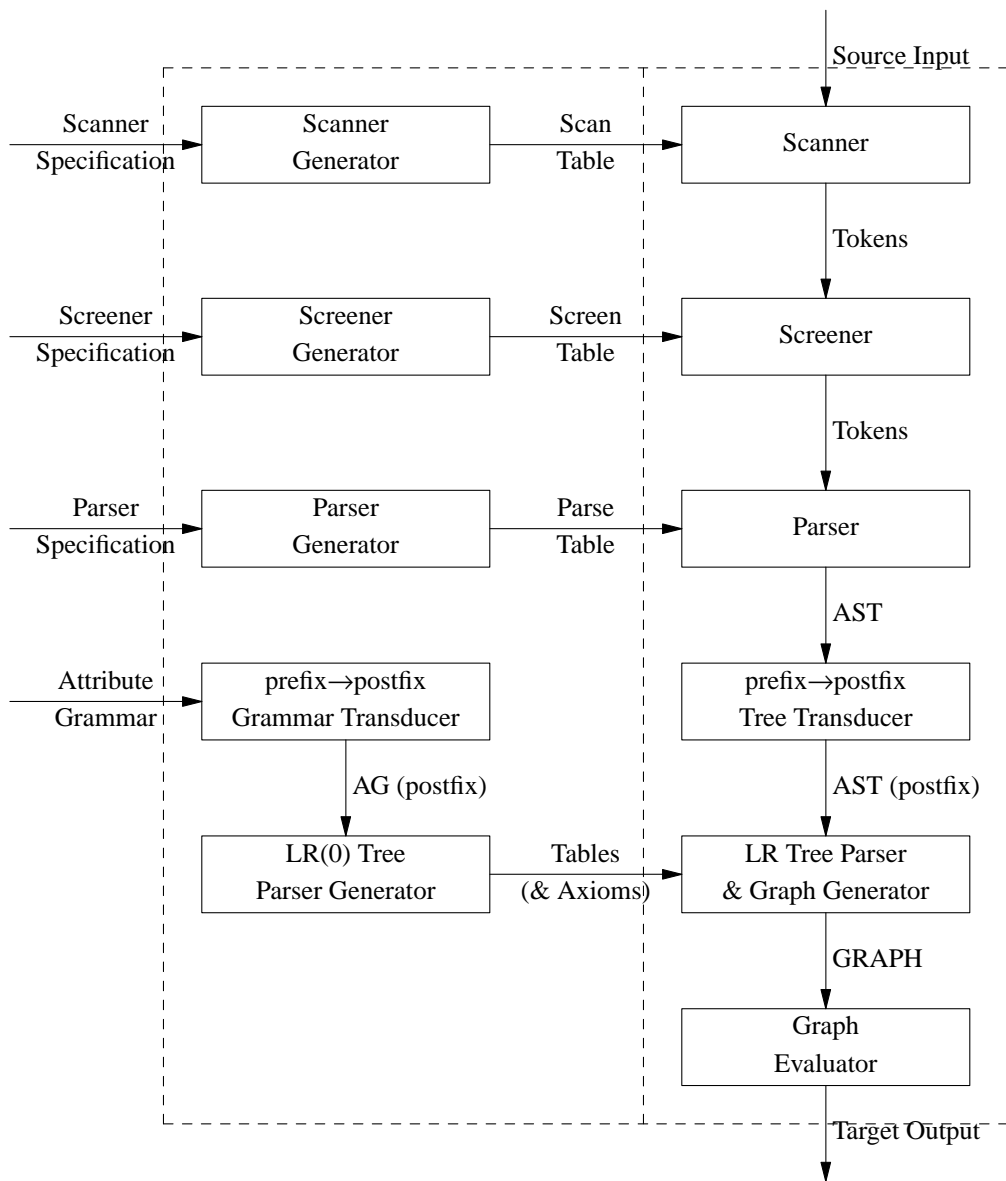 Source Input
Scanner
Specification
Scanner
Generator
Scan
Table
Scanner
Tokens
Screener
Specification
Screener
Generator
Screen
Table
Screener
Tokens
Parser
Specification
Parser
Generator
Parse
Table
Parser
AST
Attribute
Grammar
prefix→postfix
Grammar Transducer
prefix→postfix
Tree Transducer
AG (postfix)
AST (postfix)
LR(0) Tree
Parser Generator
Tables
(& Axioms)
LR Tree Parser
& Graph Generator
GRAPH
Graph
Evaluator
Target Output